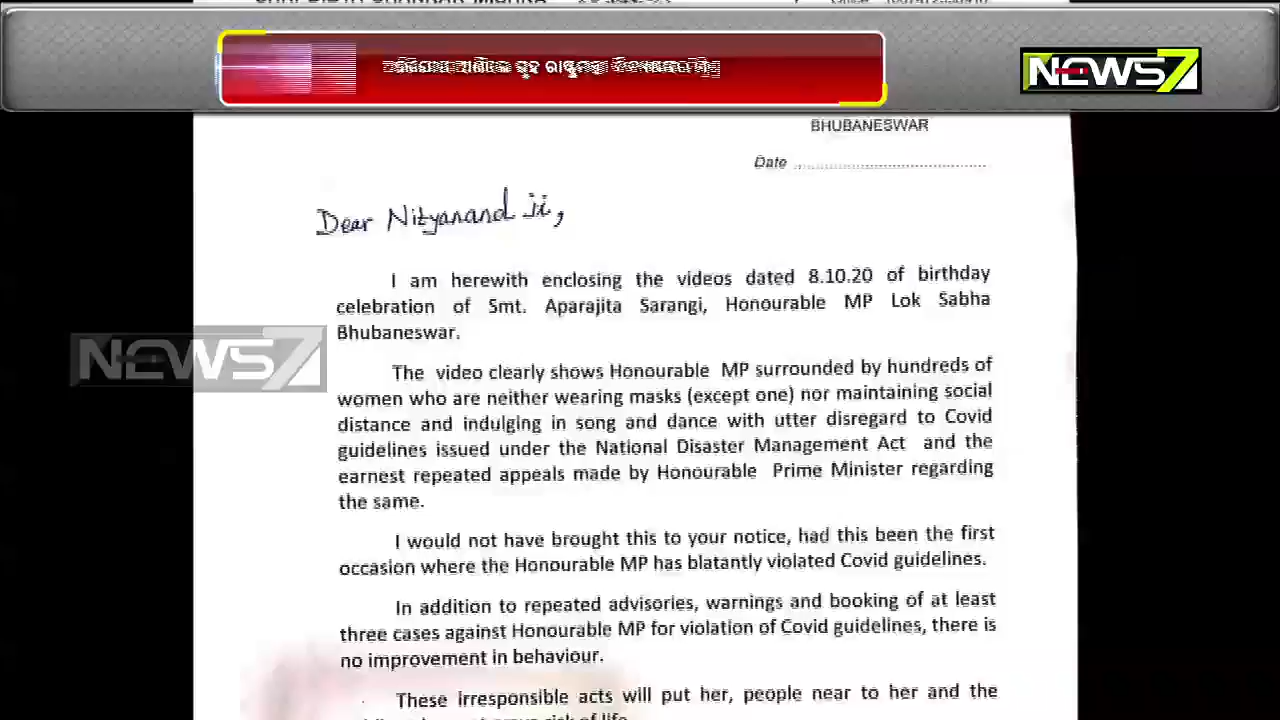 NEWS7
BHUBANESWAR
Date
Dear Nityanand ji,
I am herewith enclosing the videos dated 8.10.20 of birthday
celebration of Smt. Aparajita Sarangi, Honourable MP Lok Sabha
Bhubaneswar.
NEWS7
The video clearly shows Honourable MP surrounded by hundreds of
women who are neither wearing masks (except one) nor maintaining social
distance and indulging in song and dance with utter disregard to Covid
guidelines issued under the National Disaster Management Act and the
earnest repeated appeals made by Honourable Prime Minister regarding
the same.
I would not have brought this to your notice, had this been the first
occasion where the Honourable MP has blatantly violated Covid guidelines.
In addition to repeated advisories, warnings and booking of at least
three cases against Honourable MP for violation of Covid guidelines, there is
no improvement in behaviour.
These irresponsible acts will put her, people near to her and the
risk of life